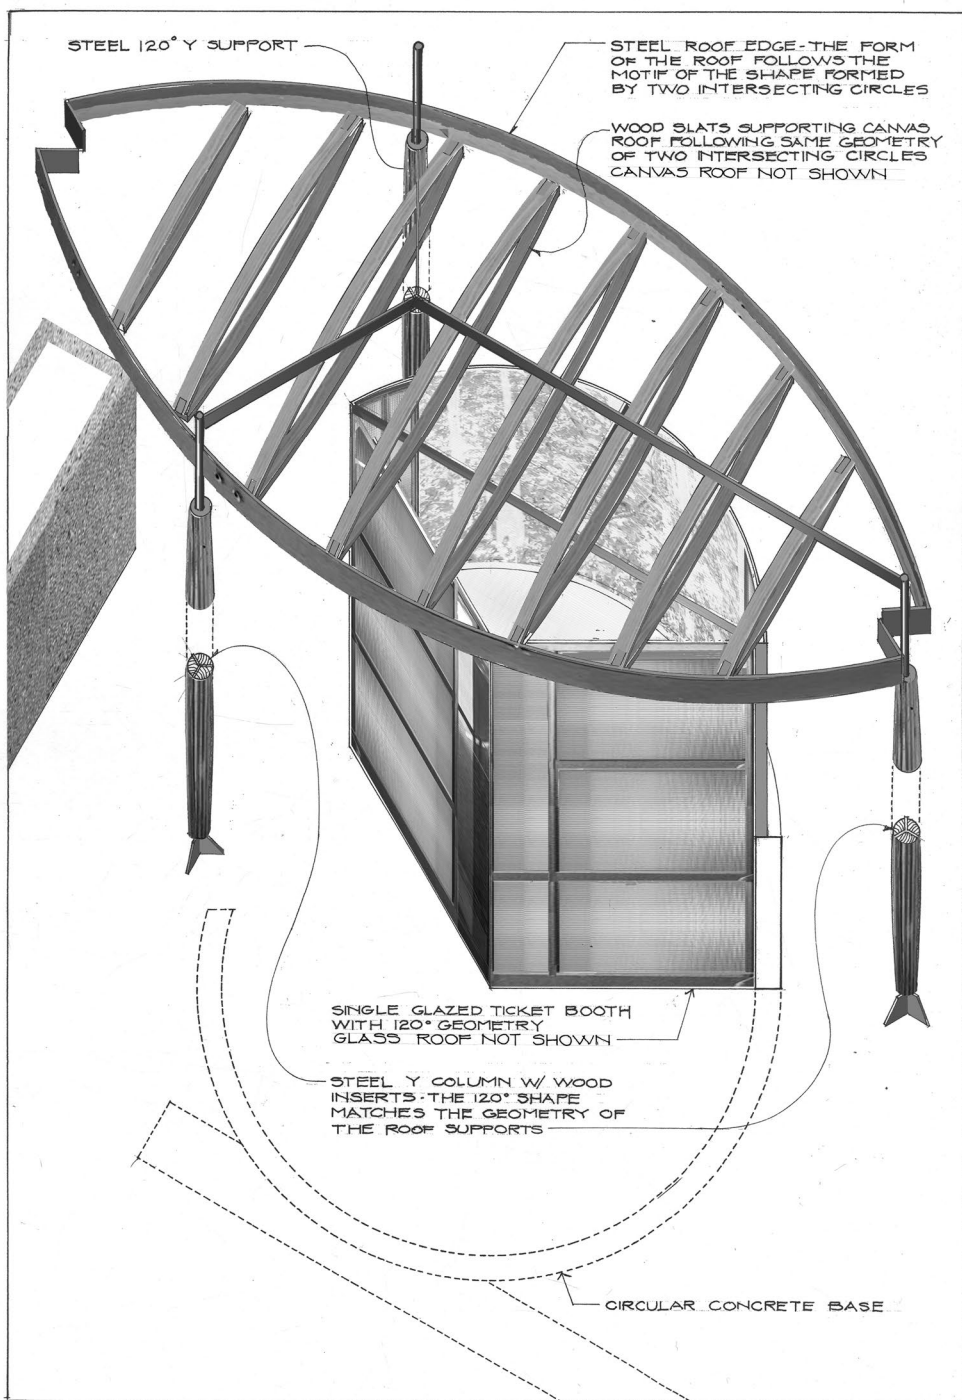 STEEL 120° Y SUPPORT
STEEL ROOF EDGE-THE FORM
OF THE ROOF FOLLOWS THE
MOTIF OF THE SHAPE FORMED
BY TWO INTERSECTING CIRCLES
WOOD SLATS SUPPORTING CANVAS
ROOF FOLLOWING SAME GEOMETRY
OF TWO INTERSECTING CIRCLES
CANVAS ROOF NOT SHOWN
SINGLE GLAZED TICKET BOOTH
WITH 120° GEOMETRY
GLASS ROOF NOT SHOWN
STEEL Y COLUMN W/ WOOD
INSERTS-THE 120° SHAPE
MATCHES THE GEOMETRY OF
THE ROOF SUPPORTS
CIRCULAR CONCRETE BASE